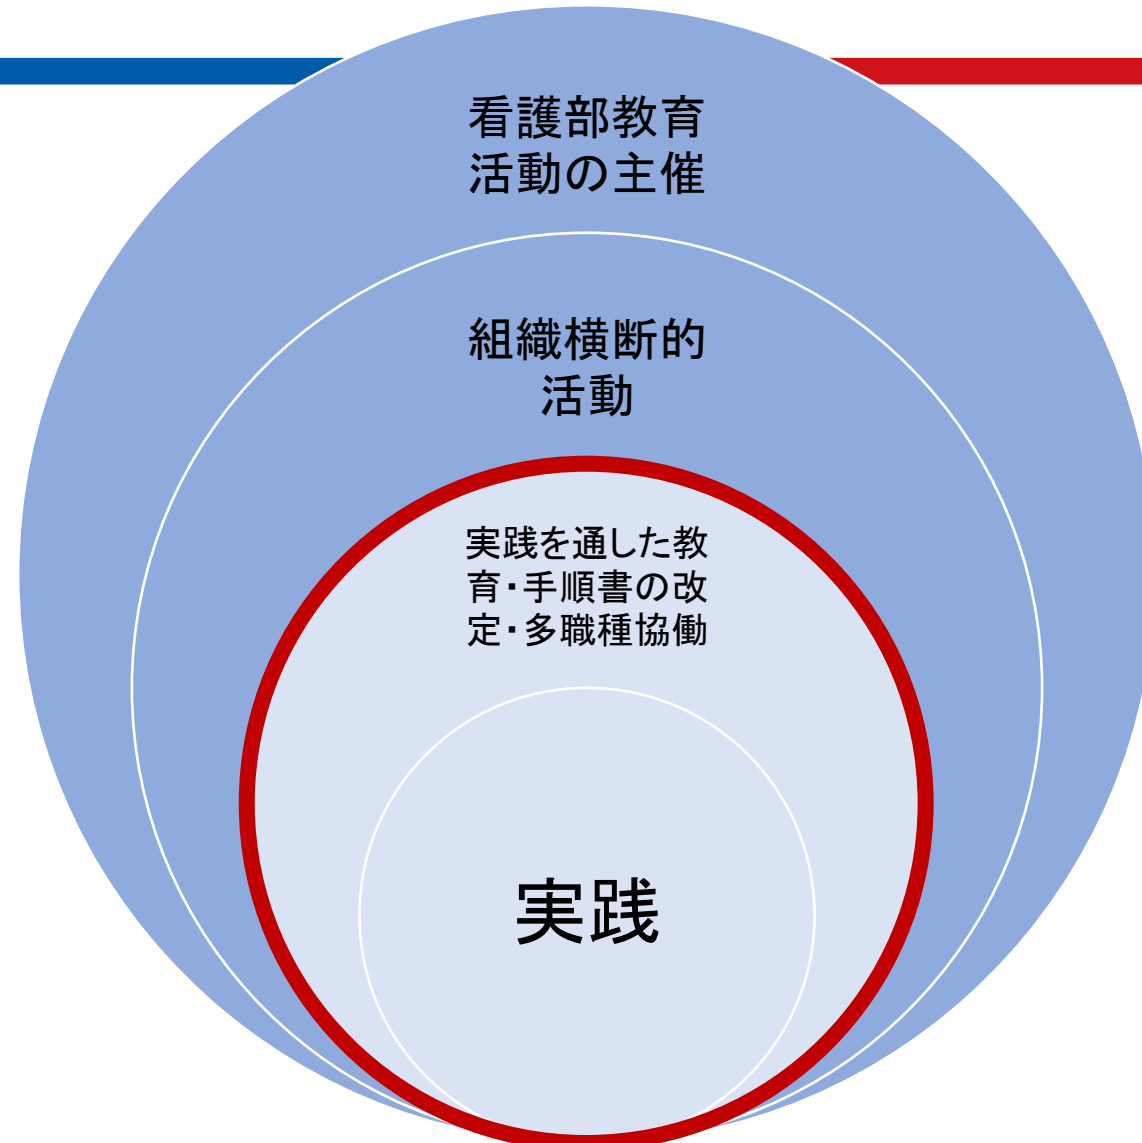 看護部教育
活動の主催
組織横断的
活動
実践を通した教
育・手順書の改
定・多職種協働
実践